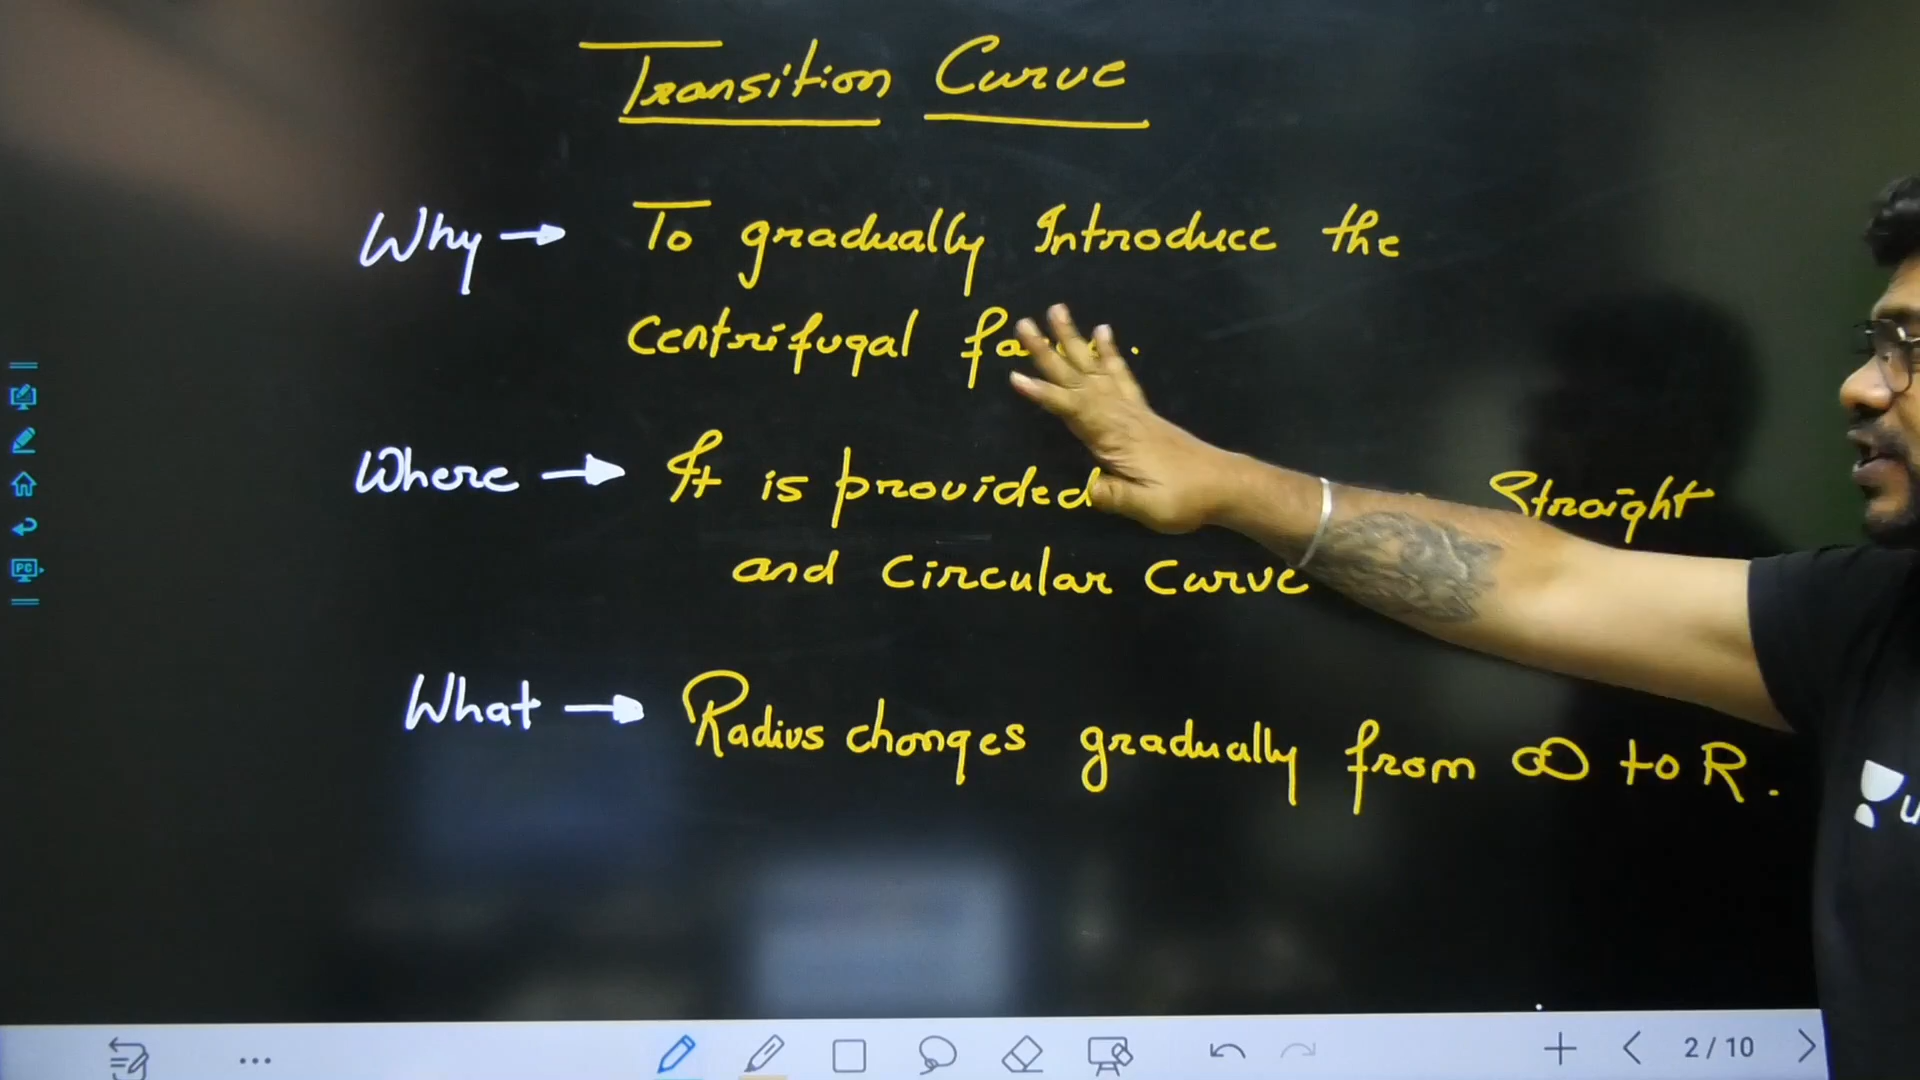 Transition Curve
Why → To gradually Introduce the
Centrifugal
Where → It is provided Straight
and Circular Curve
What → Radius changes gradually from ∞ to R.
PC
2/10